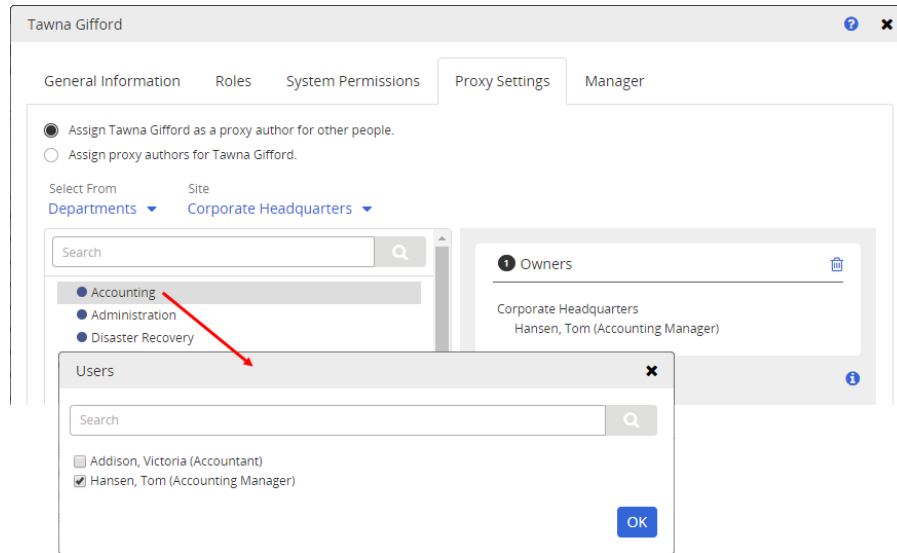 Tawna Gifford
General Information Roles System Permissions Proxy Settings Manager
Assign Tawna Gifford as a proxy author for other people.
Assign proxy authors for Tawna Gifford.
Select From Site
Departments Corporate Headquarters
Search
Accounting
Administration
Disaster Recovery
1 Owners
Corporate Headquarters
Hansen, Tom (Accounting Manager)
Users
Search
Addison, Victoria (Accountant)
Hansen, Tom (Accounting Manager)
OK